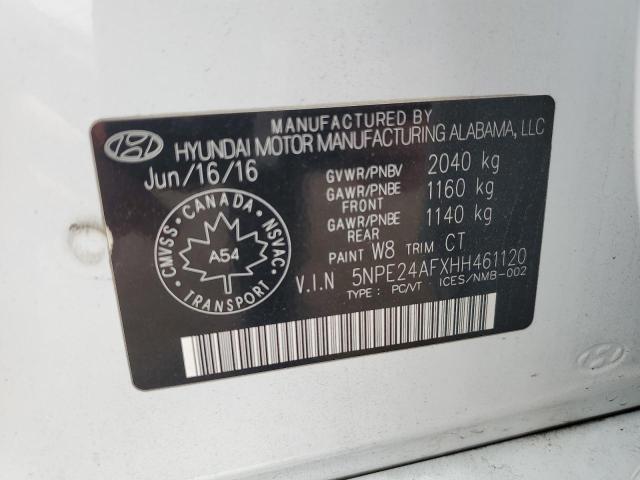 MANUFACTURED BY
HYUNDAI MOTOR MANUFACTURING ALABAMA, LLC
Jun/16/16
GVWR/PNBV 2040 kg
GAWR/PNBE FRONT 1160 kg
GAWR/PNBE REAR 1140 kg
PAINT W8 TRIM CT
V.I.N 5NPE24AFXHH461120
TYPE : PC/VT ICES/NMB-002
CMVSS · CANADA · NSVAC
A54
· TRANSPORT ·